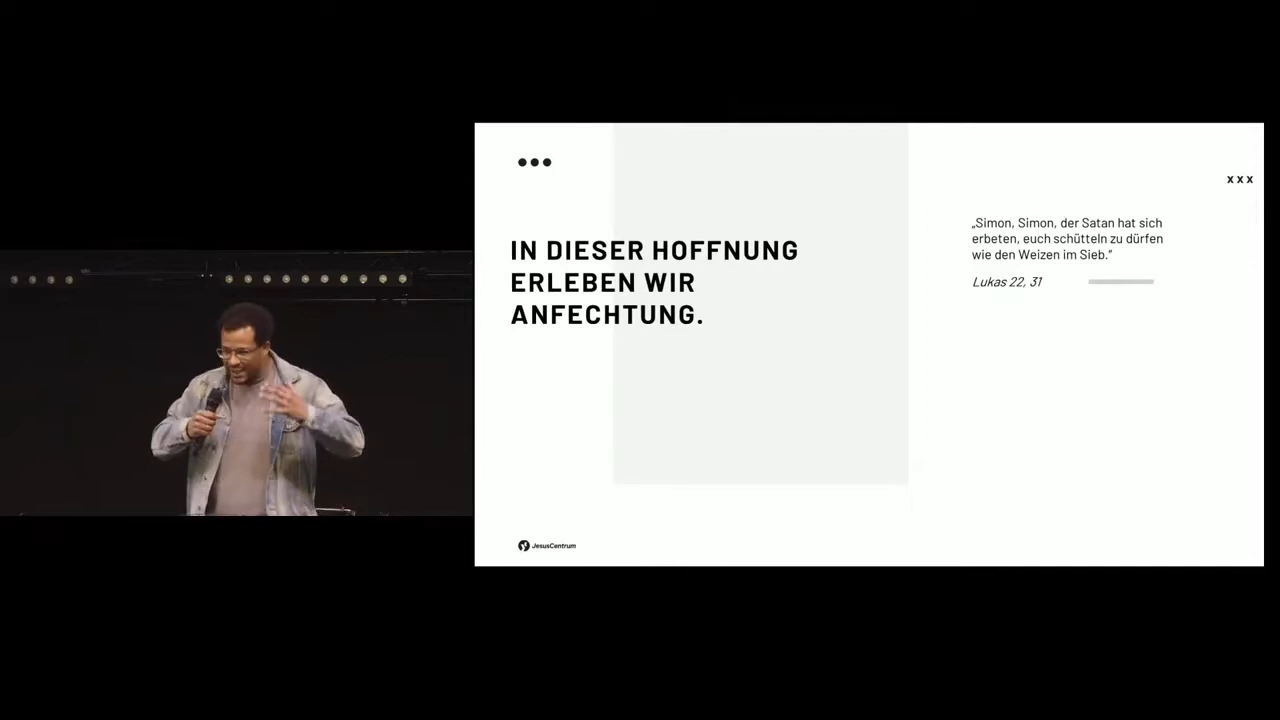 x x x
IN DIESER HOFFNUNG
ERLEBEN WIR
ANFECHTUNG.
„Simon, Simon, der Satan hat sich
erbeten, euch schütteln zu dürfen
wie den Weizen im Sieb.“
Lukas 22, 31
JesusCentrum